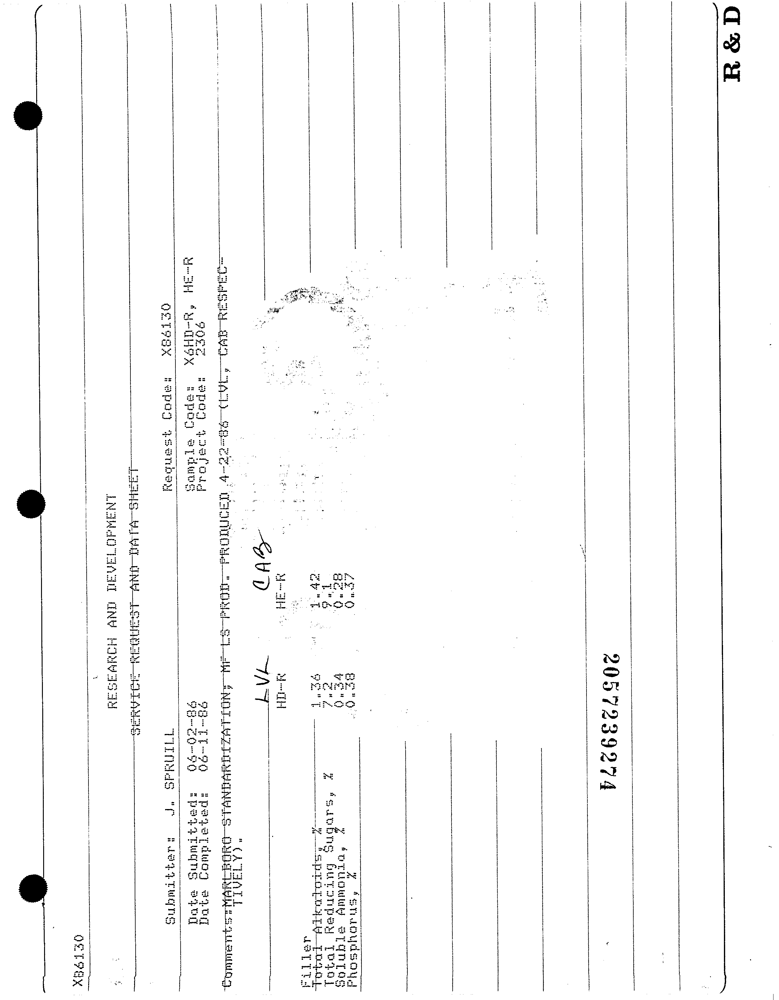 XB6130
RESEARCH AND DEVELOPMENT
SERVICE REQUEST AND DATA SHEET
Submitter: J. SPRUILL Request Code: X86130
Date Submitted: 06-02-86 Sample Code: X6HD-R, HE-R
Date Completed: 06-11-86 Project Code: 2306
Comments:MARLBORO STANDARDIZATION; MF LS PROD. PRODUCED 4-22-86 (LVL, CAB RESPEC-
TIVELY).
LVL CAB
HD-R HE-R
Filler
Total Alkaloids, % 1.36 1.42
Total Reducing Sugars, % 7.2 9.1
Soluble Ammonia, % 0.34 0.28
Phosphorus, % 0.38 0.37
2057239274
R & D